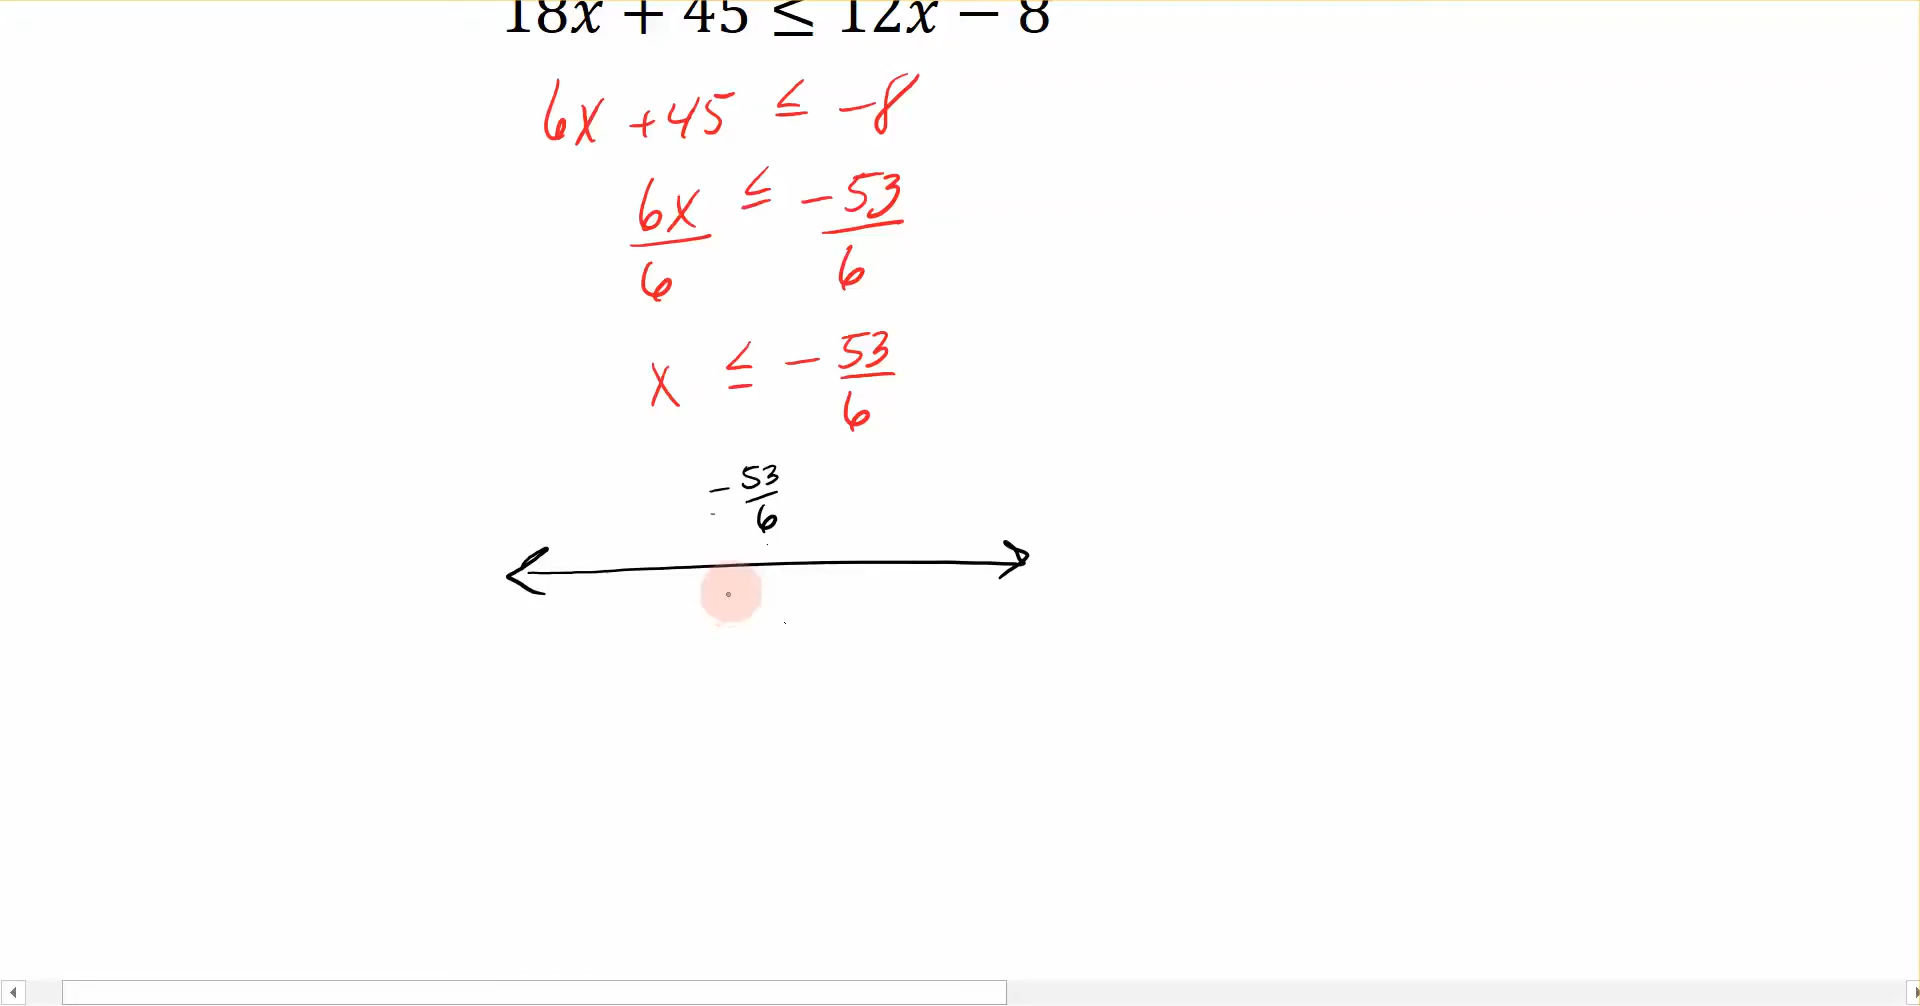 18x + 45 ≤ 12x − 8
6x + 45 ≤ -8
6x ≤ -53
6 6
x ≤ - 53
6
- 53
6